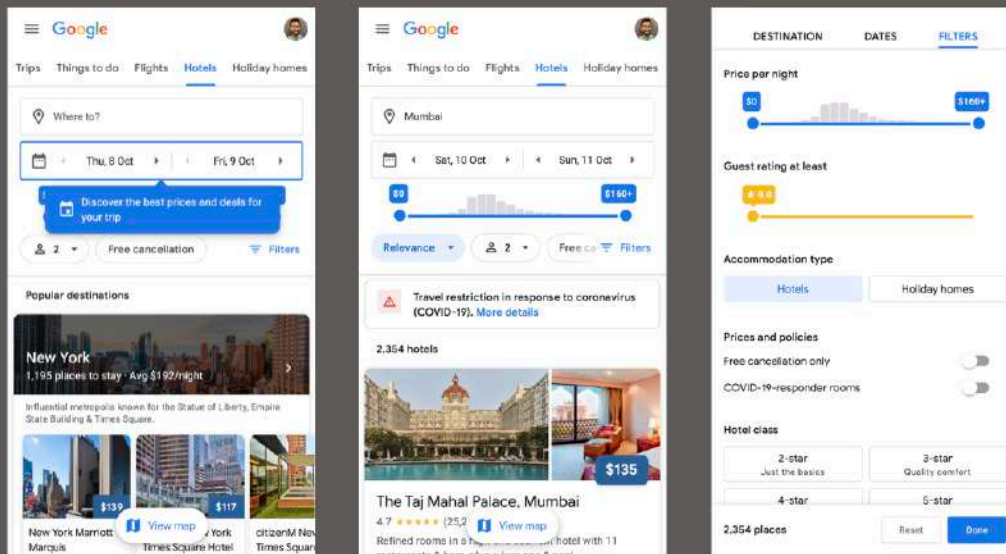 Google
Trips Things to do Flights Hotels Holiday homes
Where to?
Thu, 8 Oct
Fri, 9 Oct
Discover the best prices and deals for
your trip
2
Free cancellation
Filters
Popular destinations
New York
1,195 places to stay · Avg $192/night
Influential metropolis known for the Statue of Liberty, Empire
State Building & Times Square.
$139
$117
New York Marriott
Marquis
York
Times Square Hotel
citizenM New
Times Squar
View map
Google
Trips Things to do Flights Hotels Holiday homes
Mumbai
Sat, 10 Oct
Sun, 11 Oct
$0
$160+
Relevance
2
Free ca
Filters
Travel restriction in response to coronavirus
(COVID-19). More details
2,354 hotels
$135
The Taj Mahal Palace, Mumbai
4.7 ★★★★★ (25,2
View map
Refined rooms in a
hotel with 11
DESTINATION DATES FILTERS
Price per night
$0
$160+
Guest rating at least
★ 0.0
Accommodation type
Hotels
Holiday homes
Prices and policies
Free cancellation only
COVID-19-responder rooms
Hotel class
2-star
Just the basics
3-star
Quality comfort
4-star
5-star
2,354 places
Reset
Done